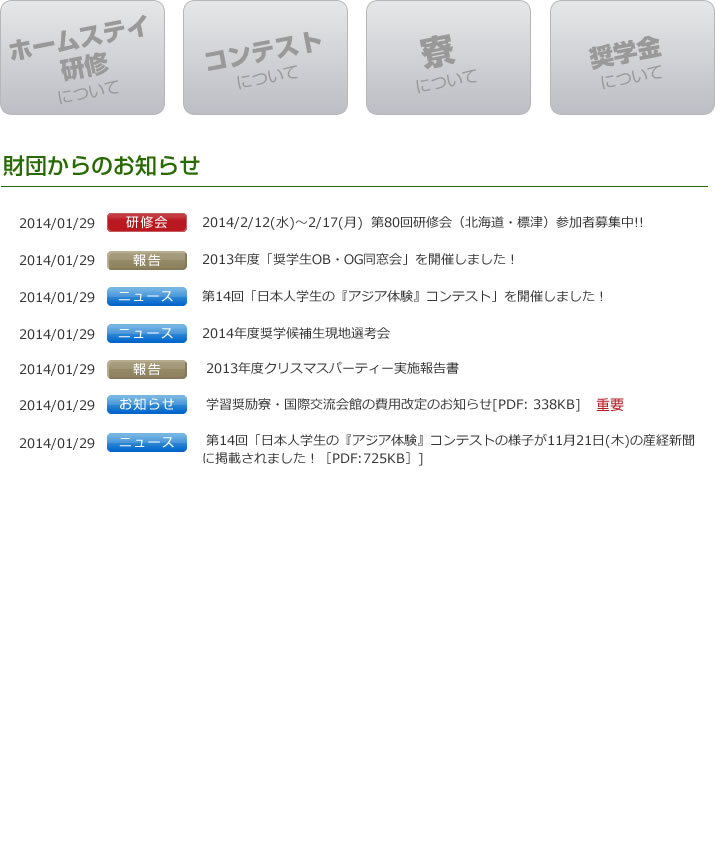 ホームステイ
研修
について
コンテスト
について
寮
について
奨学金
について
財団からのお知らせ
2014/01/29 研修会 2014/2/12(水)～2/17(月) 第80回研修会（北海道・標津）参加者募集中!!
2014/01/29 報告 2013年度「奨学生OB・OG同窓会」を開催しました！
2014/01/29 ニュース 第14回「日本人学生の『アジア体験』コンテスト」を開催しました！
2014/01/29 ニュース 2014年度奨学候補生現地選考会
2014/01/29 報告 2013年度クリスマスパーティー実施報告書
2014/01/29 お知らせ 学習奨励寮・国際交流会館の費用改定のお知らせ[PDF: 338KB] 重要
2014/01/29 ニュース 第14回「日本人学生の『アジア体験』コンテストの様子が11月21日(木)の産経新聞
に掲載されました！［PDF:725KB］]